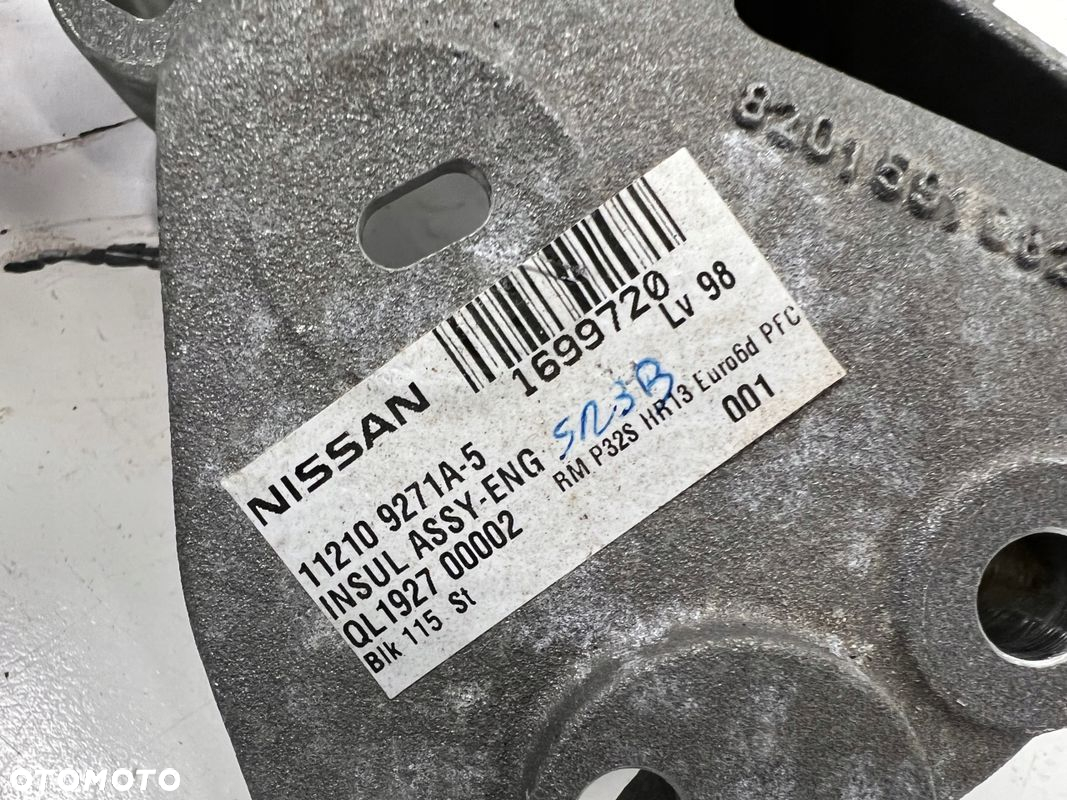 1699720
NISSAN
Lv 98
11210 9271A-5
INSUL ASSY-ENG
RM P32S HR13 Euro6d PFC
QL1927 00002
001
Blk 115 St
OTOMOTO